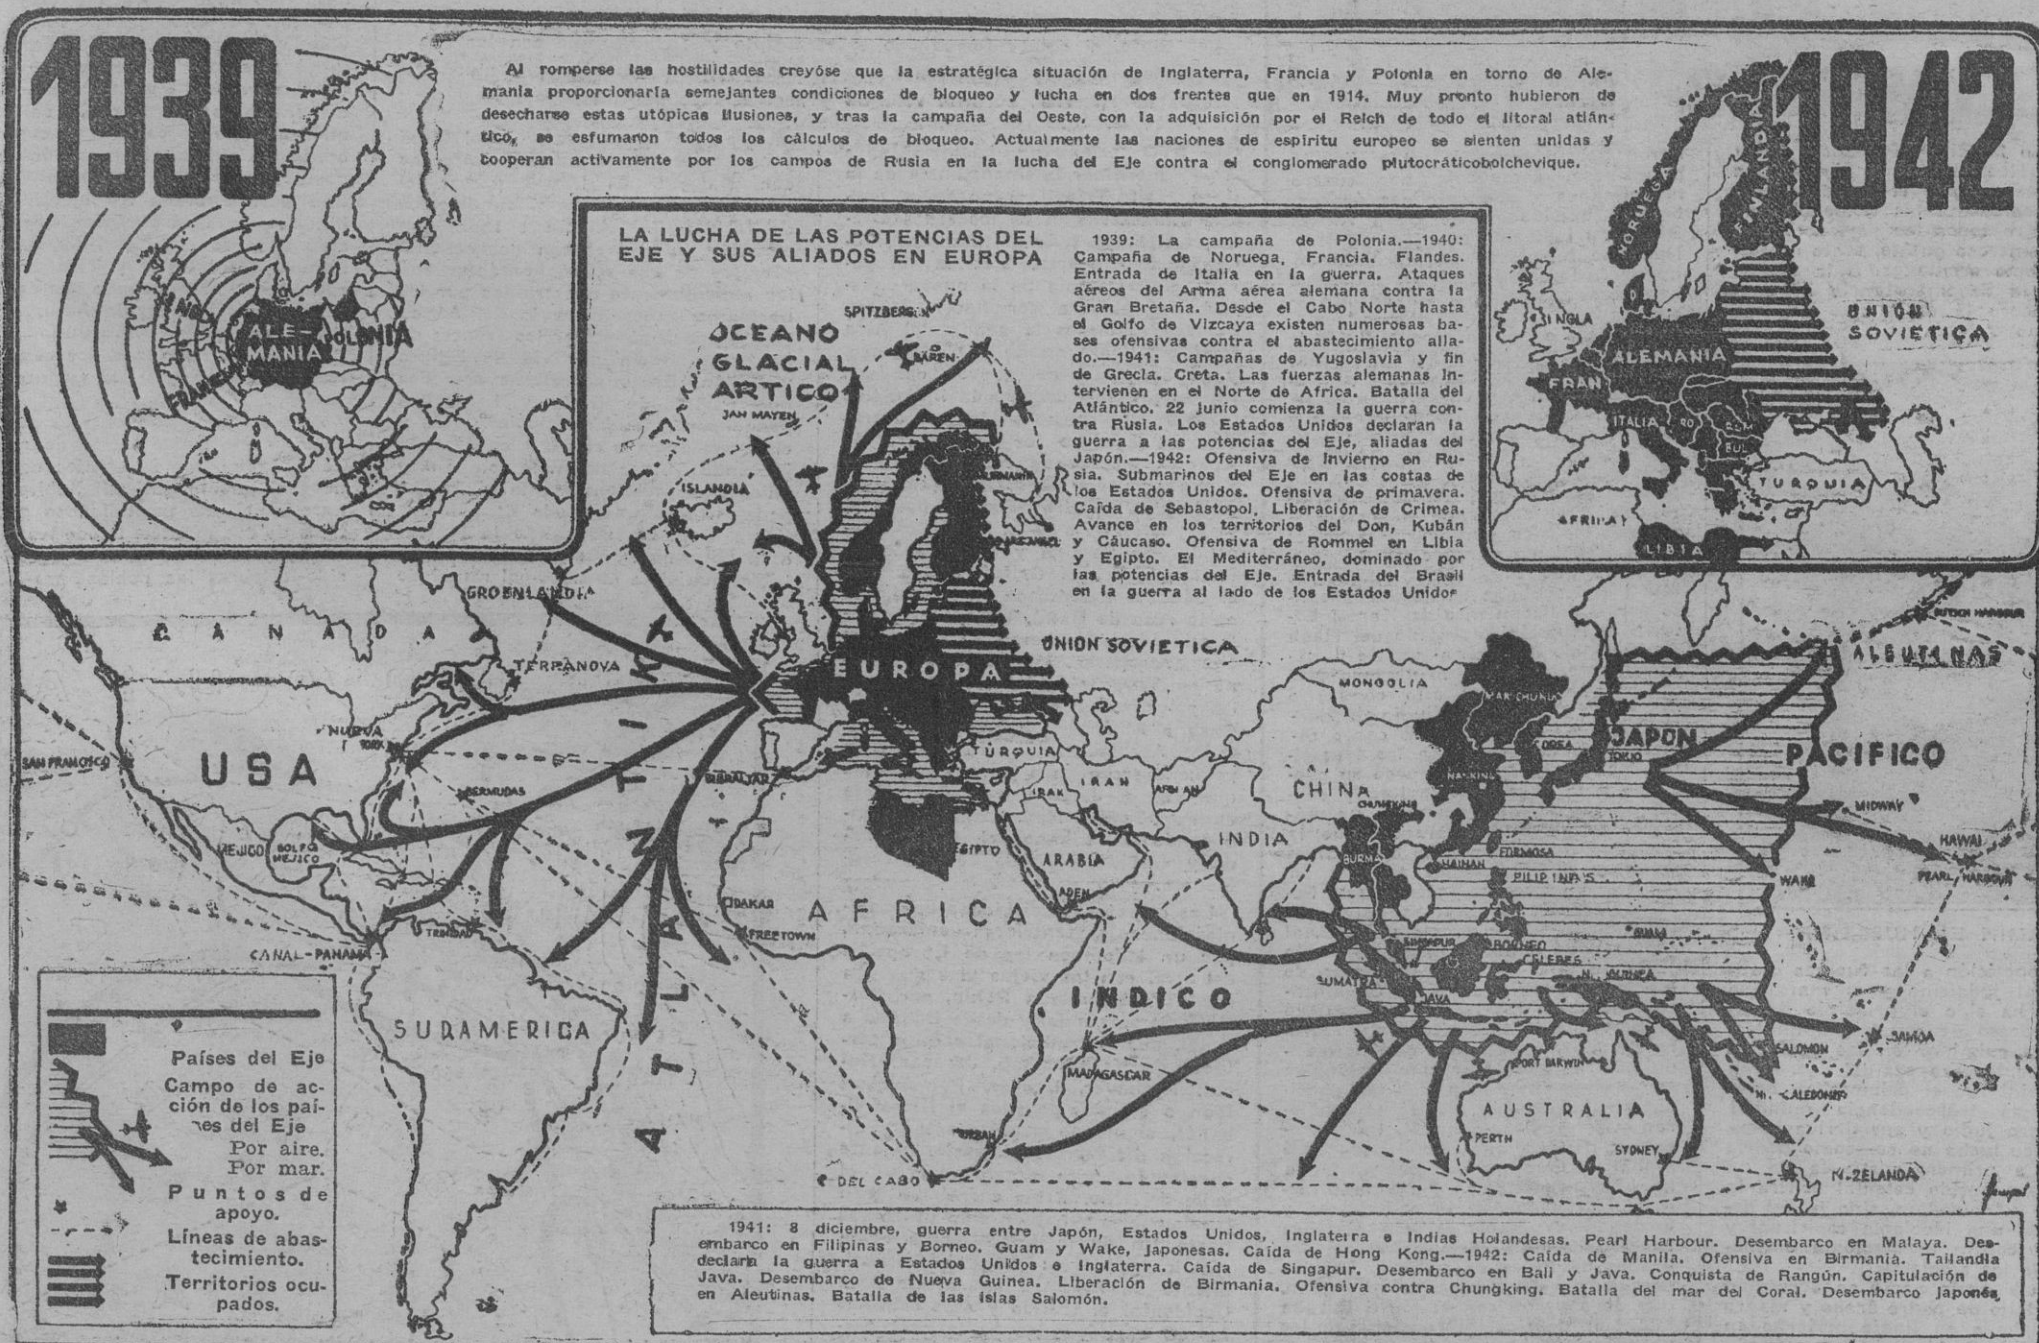 1939
Al romperse las hostilidades creyóse que la estratégica situación de Inglaterra, Francia y Polonia en torno de Ale-
mania proporcionaría semejantes condiciones de bloqueo y lucha en dos frentes que en 1914. Muy pronto hubieron de
desecharse estas utópicas ilusiones, y tras la campaña del Oeste, con la adquisición por el Reich de todo el litoral atlán-
tico, se esfumaron todos los cálculos de bloqueo. Actualmente las naciones de espiritu europeo se sienten unidas y
cooperan activamente por los campos de Rusia en la lucha del Eje contra el conglomerado plutocráticobolchevique.
1942
ALE-
MANIA
POLONIA
NORUEGA
FINLANDIA
INGLA
UNION
SOVIETICA
ALEMANIA
FRAN
ITALIA
RO
BUL
TURQUIA
AFRICA
LIBIA
LA LUCHA DE LAS POTENCIAS DEL
EJE Y SUS ALIADOS EN EUROPA
1939: La campaña de Polonia.—1940:
Campaña de Noruega, Francia. Flandes.
Entrada de Italia en la guerra. Ataques
aéreos del Arma aérea alemana contra la
Gran Bretaña. Desde el Cabo Norte hasta
el Golfo de Vizcaya existen numerosas ba-
ses ofensivas contra el abastecimiento alia-
do.—1941: Campañas de Yugoslavia y fin
de Grecia. Creta. Las fuerzas alemanas in-
tervienen en el Norte de Africa. Batalla del
Atlántico. 22 junio comienza la guerra con-
tra Rusia. Los Estados Unidos declaran la
guerra a las potencias del Eje, aliadas del
Japón.—1942: Ofensiva de invierno en Ru-
sia. Submarinos del Eje en las costas de
los Estados Unidos. Ofensiva de primavera.
Caída de Sebastopol. Liberación de Crimea.
Avance en los territorios del Don, Kubán
y Cáucaso. Ofensiva de Rommel en Libia
y Egipto. El Mediterráneo, dominado por
las potencias del Eje. Entrada del Brasil
en la guerra al lado de los Estados Unidos
OCEANO
GLACIAL
ARTICO
SPITZBERG
BÄREN
JAN MAYEN
ISLANDIA
GROENLANDIA
CANADA
TERRANOVA
NUEVA
YORK
USA
SAN FRANCISCO
BERMUDAS
MEJICO
GOLFO
MEJICO
CANAL-PANAMA
TRINIDAD
SUDAMERICA
ATLANTIKA
EUROPA
UNION SOVIETICA
GIBRALTAR
TURQUIA
IRAK
IRAN
AFGAN
ARABIA
ADEN
EGIPTO
AFRICA
DAKAR
FREETOWN
MADAGASCAR
DEL CABO
INDICO
MONGOLIA
MANCHUKUO
CHINA
NANKING
CHUNGKING
INDIA
BURMA
HAINAN
FORMOSA
FILIPINAS
COREA
JAPÓN
TOKIO
PACIFICO
ALEUTINAS
DUTCH HARBOUR
MIDWAY
HAWAI
PEARL HARBOUR
WAKE
GUAM
SINGAPUR
SUMATRA
BORNEO
CELEBES
JAVA
N. GUINEA
SALOMON
SAMOA
N. CALEDONIA
PORT DARWIN
AUSTRALIA
PERTH
SYDNEY
N-ZELANDA
Países del Eje
Campo de ac-
ción de los paí-
ses del Eje
Por aire.
Por mar.
Puntos de
apoyo.
Líneas de abas-
tecimiento.
Territorios ocu-
pados.
1941: 8 diciembre, guerra entre Japón, Estados Unidos, Inglaterra e Indias Holandesas. Pearl Harbour. Desembarco en Malaya. Des-
embarco en Filipinas y Borneo. Guam y Wake, japonesas. Caída de Hong Kong.—1942: Caída de Manila. Ofensiva en Birmania. Tailandia
declara la guerra a Estados Unidos e Inglaterra. Caída de Singapur. Desembarco en Bali y Java. Conquista de Rangún. Capitulación de
Java. Desembarco de Nueva Guinea. Liberación de Birmania. Ofensiva contra Chungking. Batalla del mar del Coral. Desembarco japonés
en Aleutinas. Batalla de las islas Salomón.